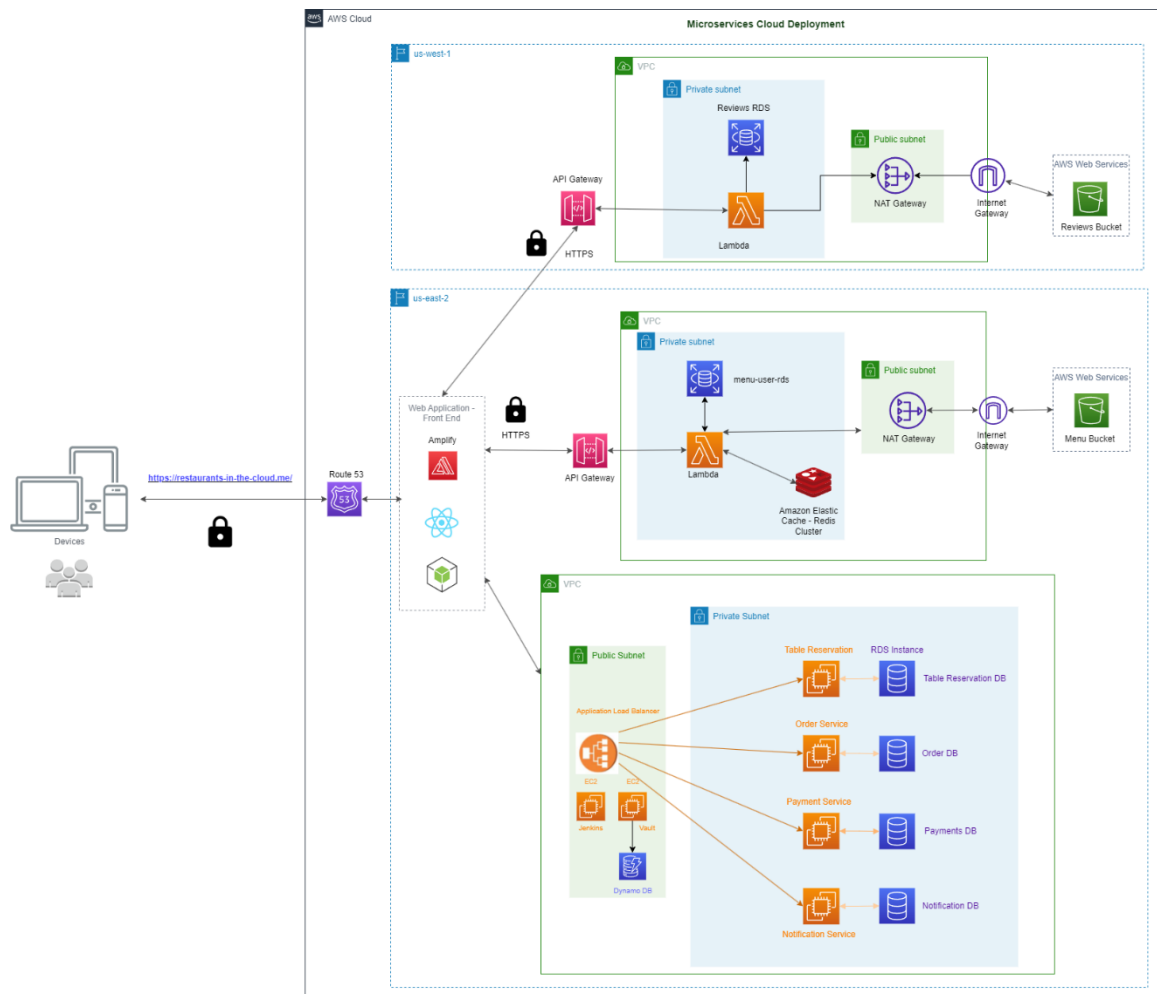 aws
AWS Cloud
Microservices Cloud Deployment
us-west-1
VPC
Private subnet
Reviews RDS
Public subnet
AWS Web Services
API Gateway
NAT Gateway
Internet
Gateway
Reviews Bucket
Lambda
HTTPS
us-east-2
VPC
Private subnet
menu-user-rds
Public subnet
AWS Web Services
Web Application -
Front End
Amplify
HTTPS
NAT Gateway
Internet
Gateway
Menu Bucket
API Gateway
Lambda
https://restaurants-in-the-cloud.me/
Route 53
53
Amazon Elastic
Cache - Redis
Cluster
Devices
VPC
Private Subnet
Public Subnet
Table Reservation
RDS Instance
Table Reservation DB
Application Load Balanser
Order Service
Order DB
EC2
EC2
Jenkins
Vault
Payment Service
Payments DB
Dynamo DB
Notification DB
Notification Service